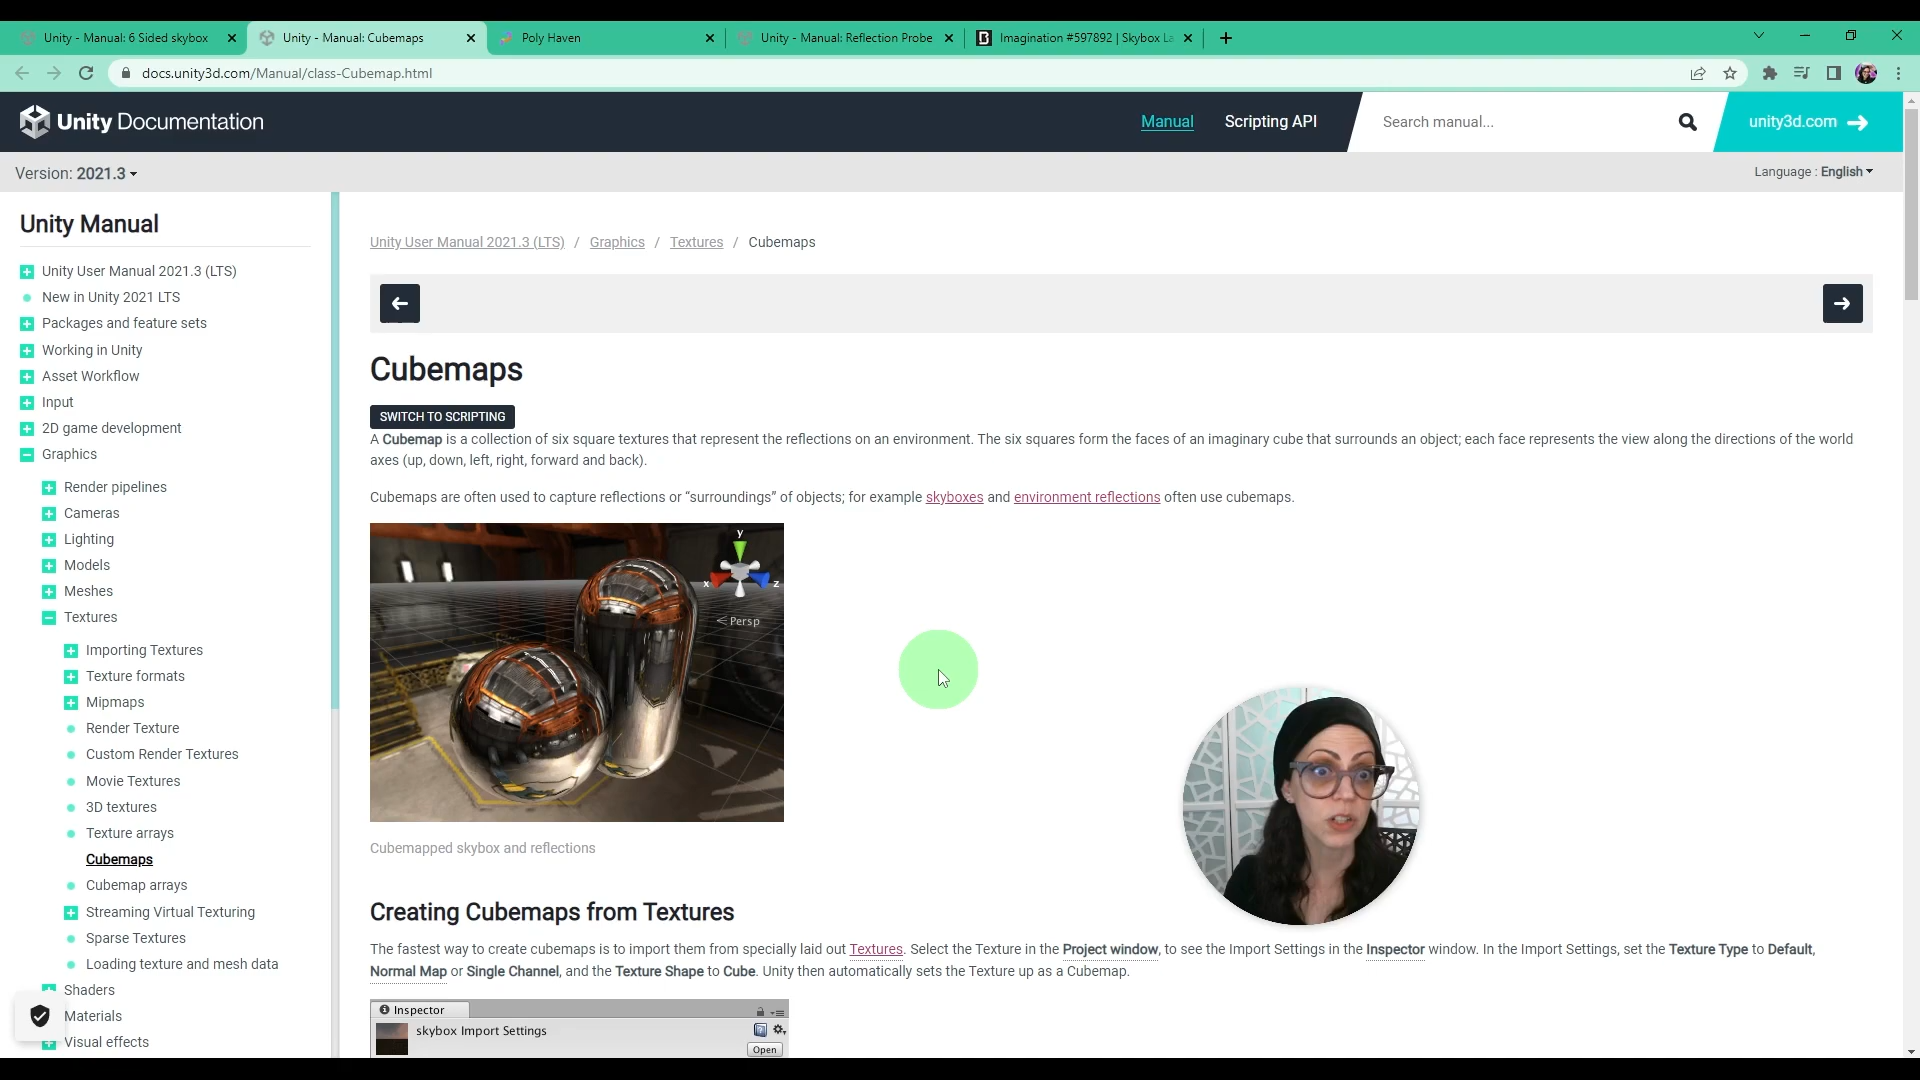 Unity - Manual: 6 Sided skybox
Unity - Manual: Cubemaps
Poly Haven
Unity - Manual: Reflection Probe
Imagination #597892 | Skybox La
docs.unity3d.com/Manual/class-Cubemap.html
Unity Documentation
Manual
Scripting API
Search manual...
unity3d.com
Version: 2021.3
Language : English
Unity Manual
Unity User Manual 2021.3 (LTS)
New in Unity 2021 LTS
Packages and feature sets
Working in Unity
Asset Workflow
Input
2D game development
Graphics
Render pipelines
Cameras
Lighting
Models
Meshes
Textures
Importing Textures
Texture formats
Mipmaps
Render Texture
Custom Render Textures
Movie Textures
3D textures
Texture arrays
Cubemaps
Cubemap arrays
Streaming Virtual Texturing
Sparse Textures
Loading texture and mesh data
Shaders
Materials
Visual effects
Unity User Manual 2021.3 (LTS) / Graphics / Textures / Cubemaps
Cubemaps
SWITCH TO SCRIPTING
A Cubemap is a collection of six square textures that represent the reflections on an environment. The six squares form the faces of an imaginary cube that surrounds an object; each face represents the view along the directions of the world
axes (up, down, left, right, forward and back).
Cubemaps are often used to capture reflections or “surroundings” of objects; for example skyboxes and environment reflections often use cubemaps.
y
x
z
Persp
Cubemapped skybox and reflections
Creating Cubemaps from Textures
The fastest way to create cubemaps is to import them from specially laid out Textures. Select the Texture in the Project window, to see the Import Settings in the Inspector window. In the Import Settings, set the Texture Type to Default,
Normal Map or Single Channel, and the Texture Shape to Cube. Unity then automatically sets the Texture up as a Cubemap.
Inspector
skybox Import Settings
Open